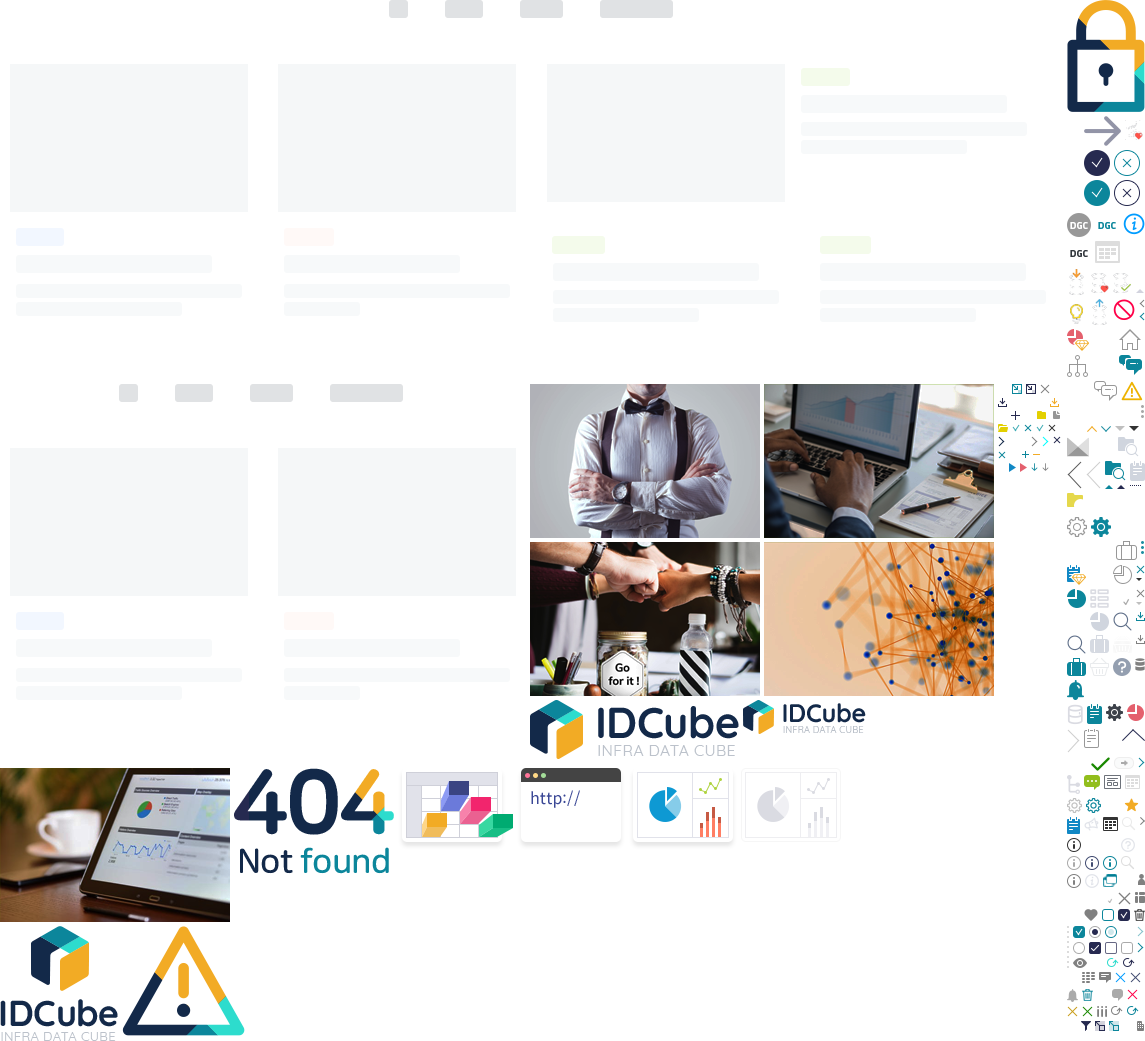 DGC
DGC
DGC
Go
for it !
IDCube
INFRA DATA CUBE
IDCube
INFRA DATA CUBE
404
Not found
http://
IDCube
INFRA DATA CUBE